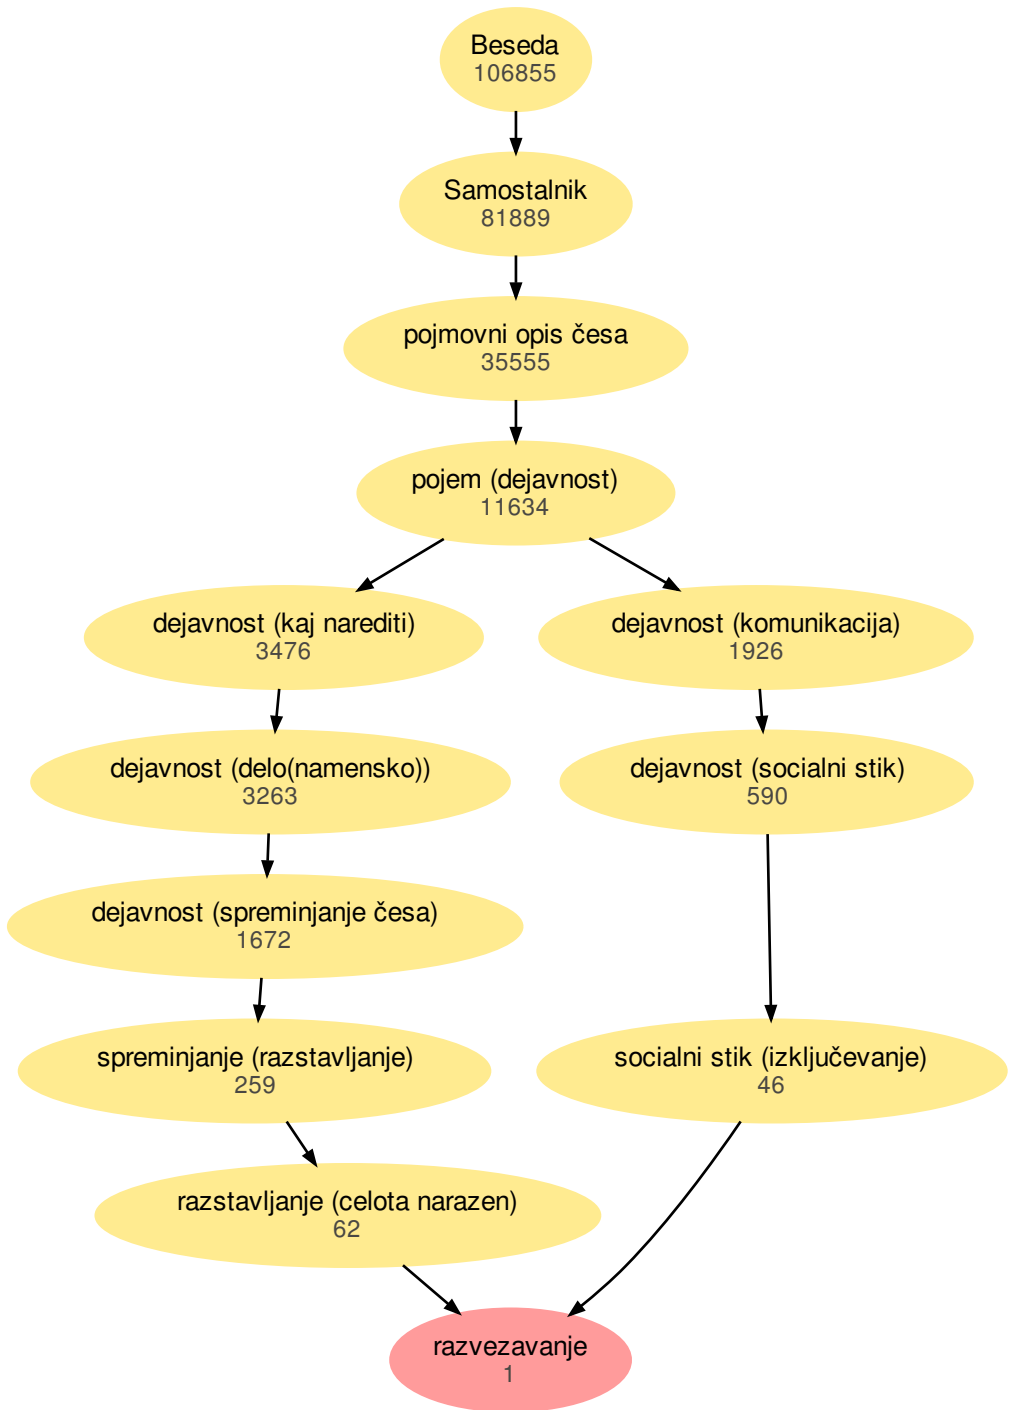 Beseda
106855
Samostalnik
81889
pojmovni opis česa
35555
pojem (dejavnost)
11634
dejavnost (kaj narediti)
3476
dejavnost (komunikacija)
1926
dejavnost (delo(namensko))
3263
dejavnost (socialni stik)
590
dejavnost (spreminjanje česa)
1672
spreminjanje (razstavljanje)
259
socialni stik (izključevanje)
46
razstavljanje (celota narazen)
62
razvezavanje
1